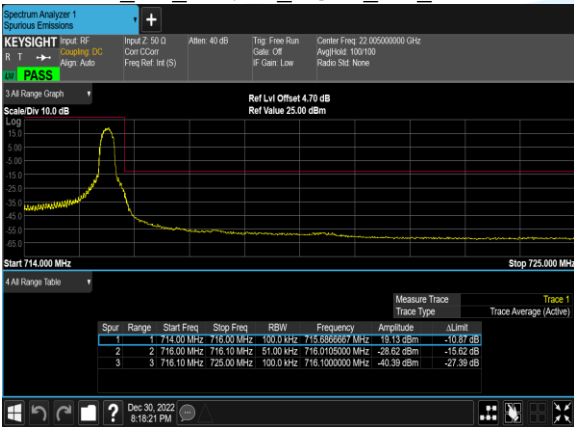 Spectrum Analyzer 1
Spurious Emissions
+
KEYSIGHT Input: RF Input Z: 50 Ω Atten: 40 dB Trig: Free Run Center Freq: 22.005000000 GHz
R T Coupling: DC Corr CCorr Gate: Off Avg|Hold: 100/100
Align: Auto Freq Ref: Int (S) IF Gain: Low Radio Std: None
PASS
3 All Range Graph
Ref Lvl Offset 4.70 dB
Scale/Div 10.0 dB Ref Value 25.00 dBm
Log
15.0
5.00
-5.00
-15.0
-25.0
-35.0
-45.0
-55.0
-65.0
Start 714.000 MHz Stop 725.000 MHz
4 All Range Table
Measure Trace Trace 1
Trace Type Trace Average (Active)
Spur Range Start Freq Stop Freq RBW Frequency Amplitude ΔLimit
1 1 714.00 MHz 716.00 MHz 100.0 kHz 715.6866667 MHz 19.13 dBm -10.87 dB
2 2 716.00 MHz 716.10 MHz 51.00 kHz 716.0105000 MHz -28.62 dBm -15.62 dB
3 3 716.10 MHz 725.00 MHz 100.0 kHz 716.1000000 MHz -40.39 dBm -27.39 dB
? Dec 30, 2022
8:18:21 PM